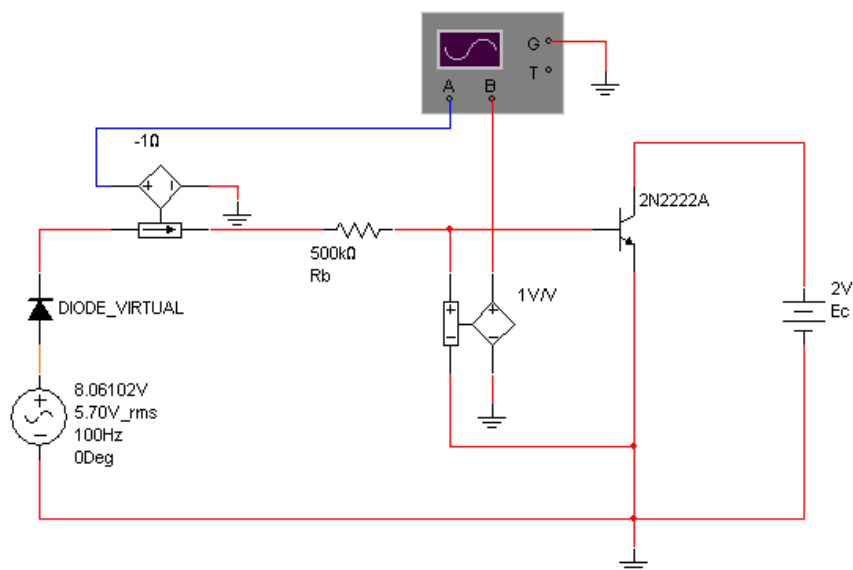 G
T
A B
-1Ω
+ -
2N2222A
500kΩ
Rb
1V/V
+ +
- -
2V
Ec
DIODE_VIRTUAL
+
-
8.06102V
5.70V_rms
100Hz
0Deg